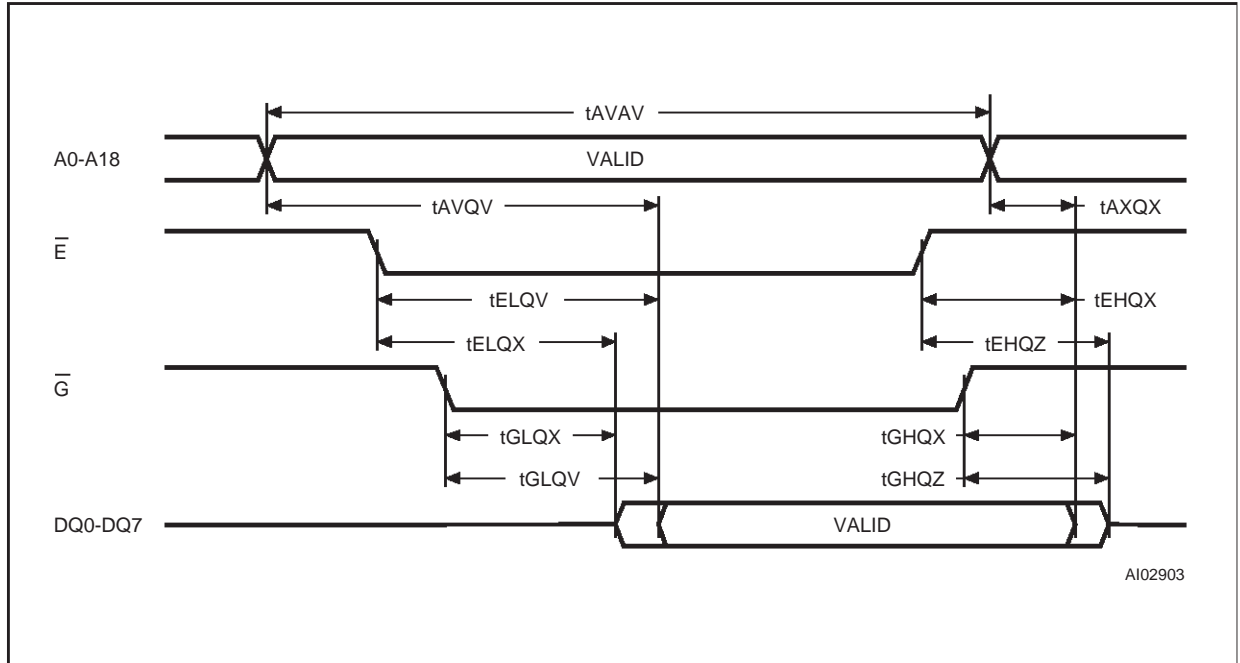 tAVAV
A0-A18
VALID
tAVQV
tAXQX
E
tELQV
tEHQX
tELQX
tEHQZ
G
tGLQX
tGHQX
tGLQV
tGHQZ
DQ0-DQ7
VALID
AI02903